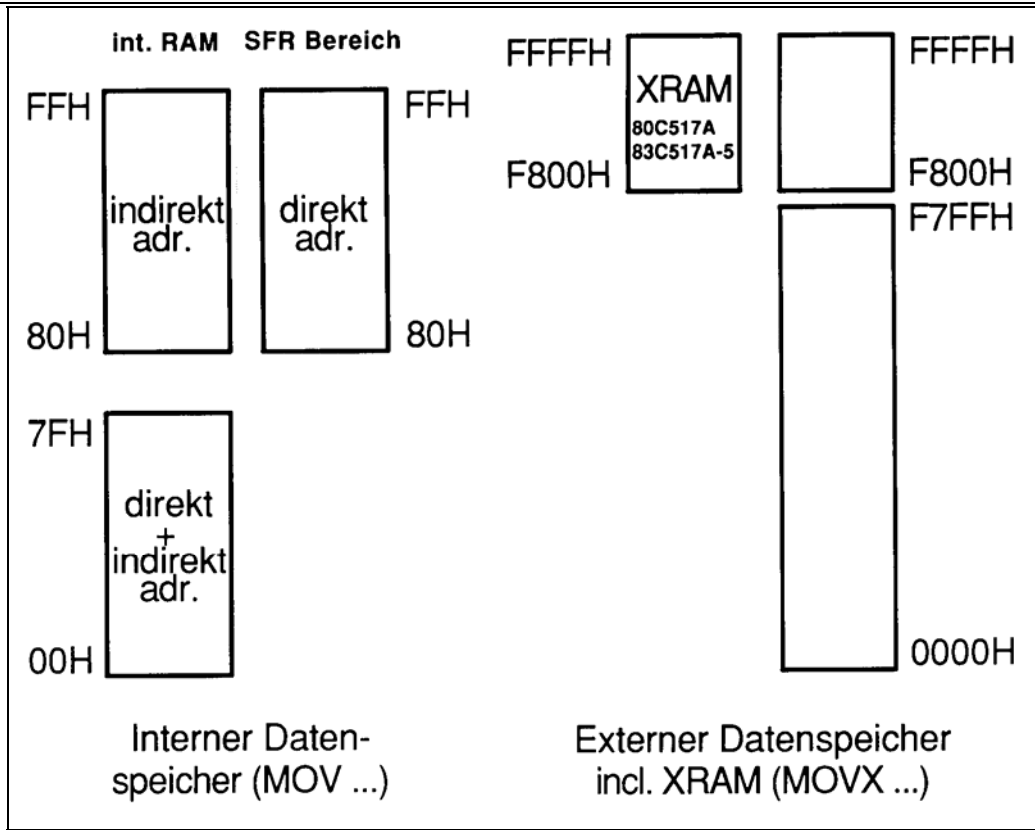 int. RAM SFR Bereich
FFH
indirekt
adr.
80H
direkt
adr.
FFH
80H
7FH
direkt
+
indirekt
adr.
00H
Interner Daten-
speicher (MOV ...)
FFFFH
XRAM
80C517A
83C517A-5
F800H
FFFFH
F800H
F7FFH
0000H
Externer Datenspeicher
incl. XRAM (MOVX ...)